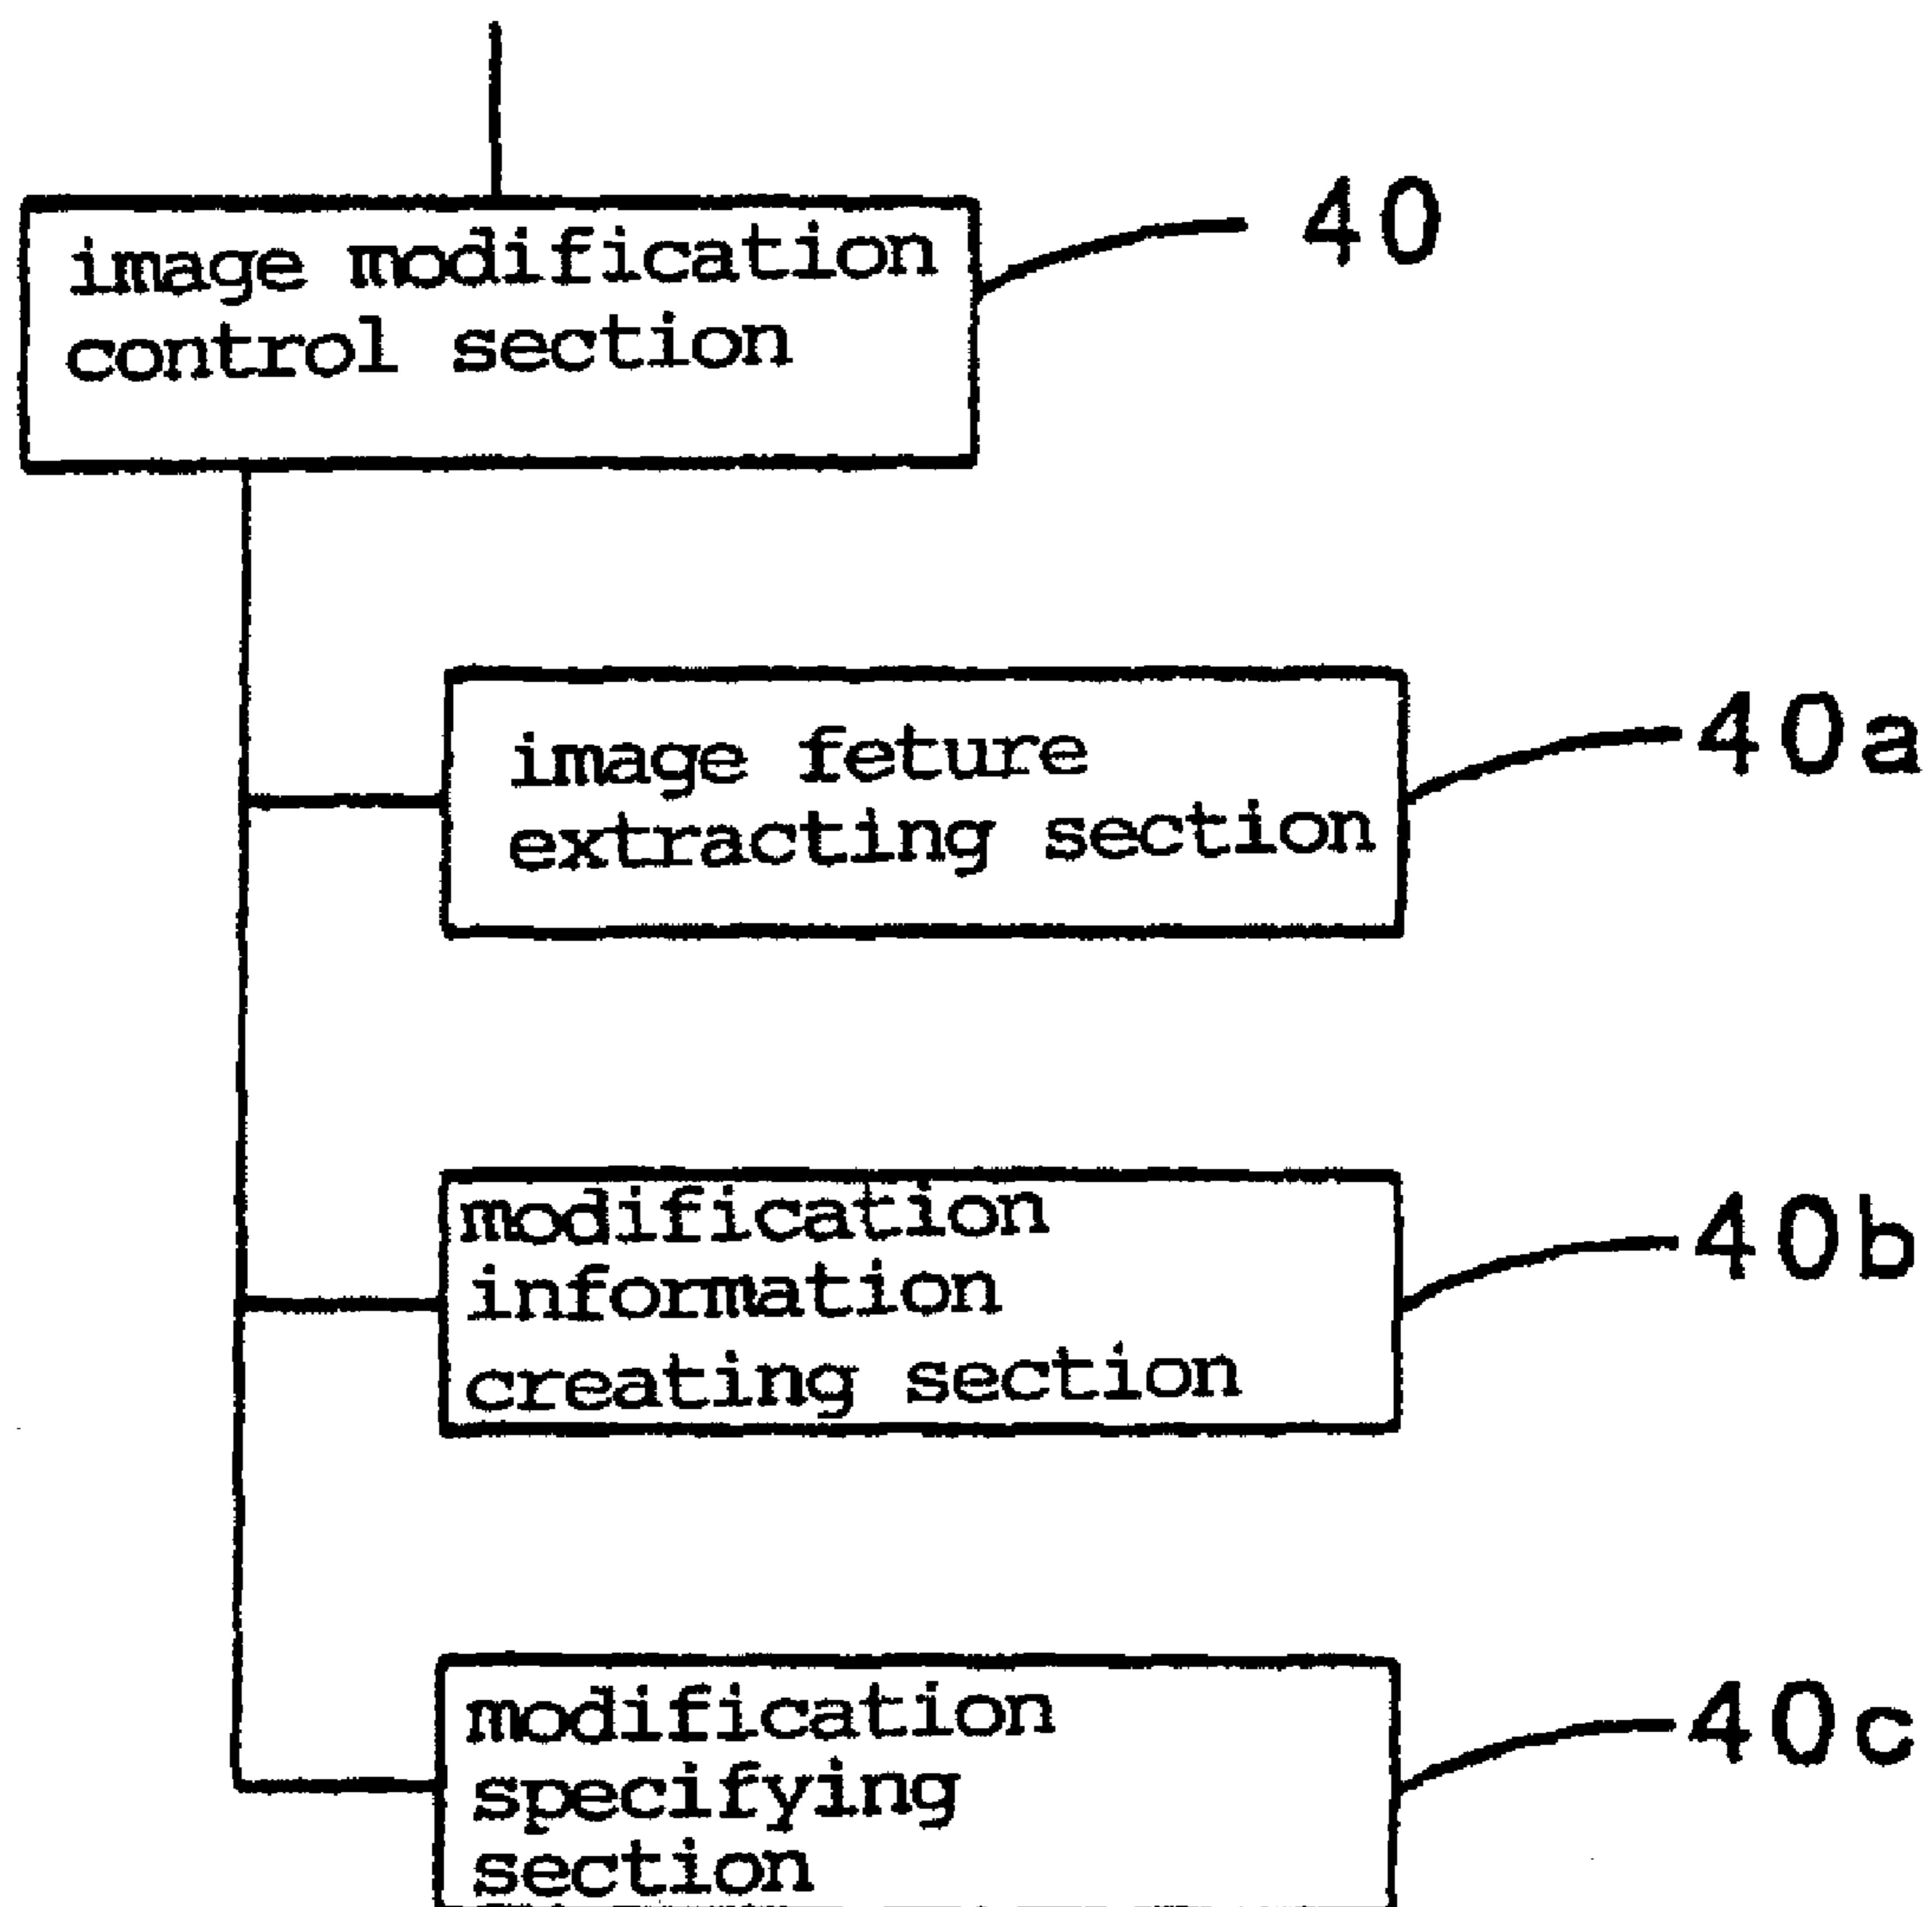 image modification
control section
40
image feture
extracting section
40a
modification
information
creating section
40b
modification
specifying
section
40c